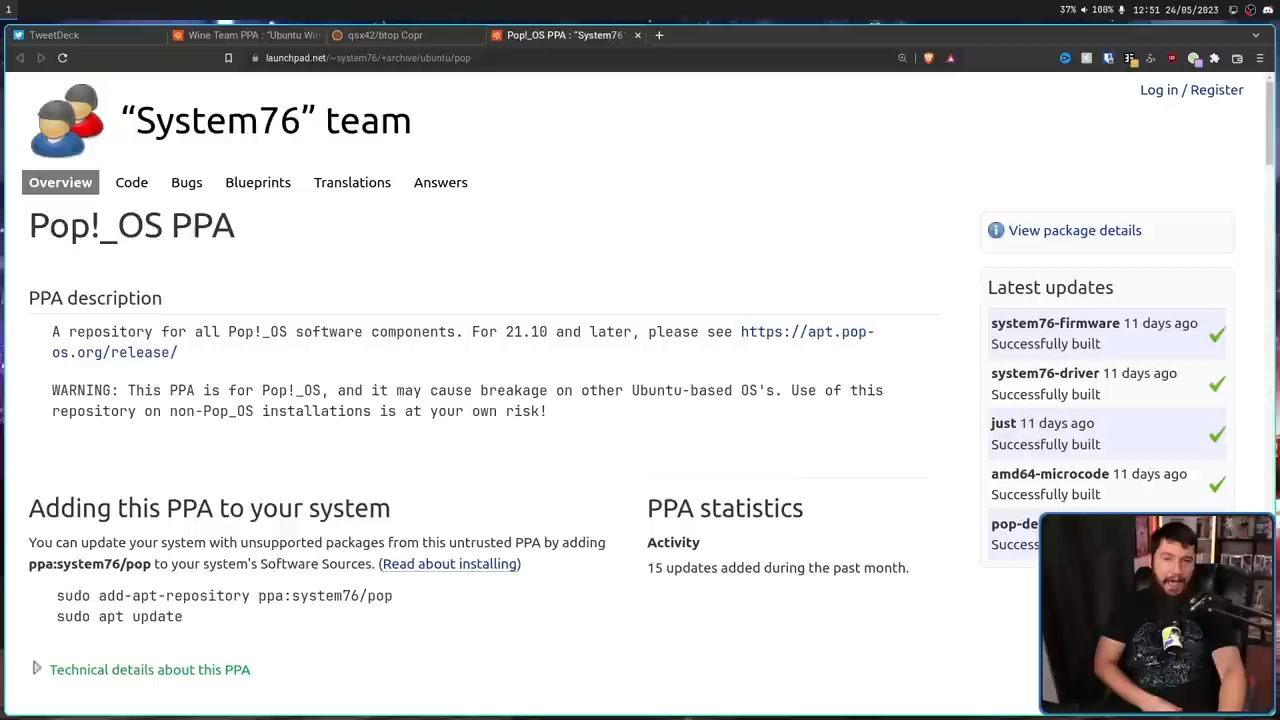 1
37%
100%
12:51 24/05/2023
TweetDeck
Wine Team PPA : “Ubuntu Wi
qsx42/btop Copr
Pop!_OS PPA : “System76”
launchpad.net/~system76/+archive/ubuntu/pop
Log in / Register
“System76” team
Overview
Code
Bugs
Blueprints
Translations
Answers
Pop!_OS PPA
View package details
PPA description
A repository for all Pop!_OS software components. For 21.10 and later, please see https://apt.pop-
os.org/release/
WARNING: This PPA is for Pop!_OS, and it may cause breakage on other Ubuntu-based OS's. Use of this
repository on non-Pop_OS installations is at your own risk!
Latest updates
system76-firmware 11 days ago
Successfully built
system76-driver 11 days ago
Successfully built
just 11 days ago
Successfully built
amd64-microcode 11 days ago
Successfully built
pop-de
Success
Adding this PPA to your system
You can update your system with unsupported packages from this untrusted PPA by adding
ppa:system76/pop to your system's Software Sources. (Read about installing)
sudo add-apt-repository ppa:system76/pop
sudo apt update
Technical details about this PPA
PPA statistics
Activity
15 updates added during the past month.